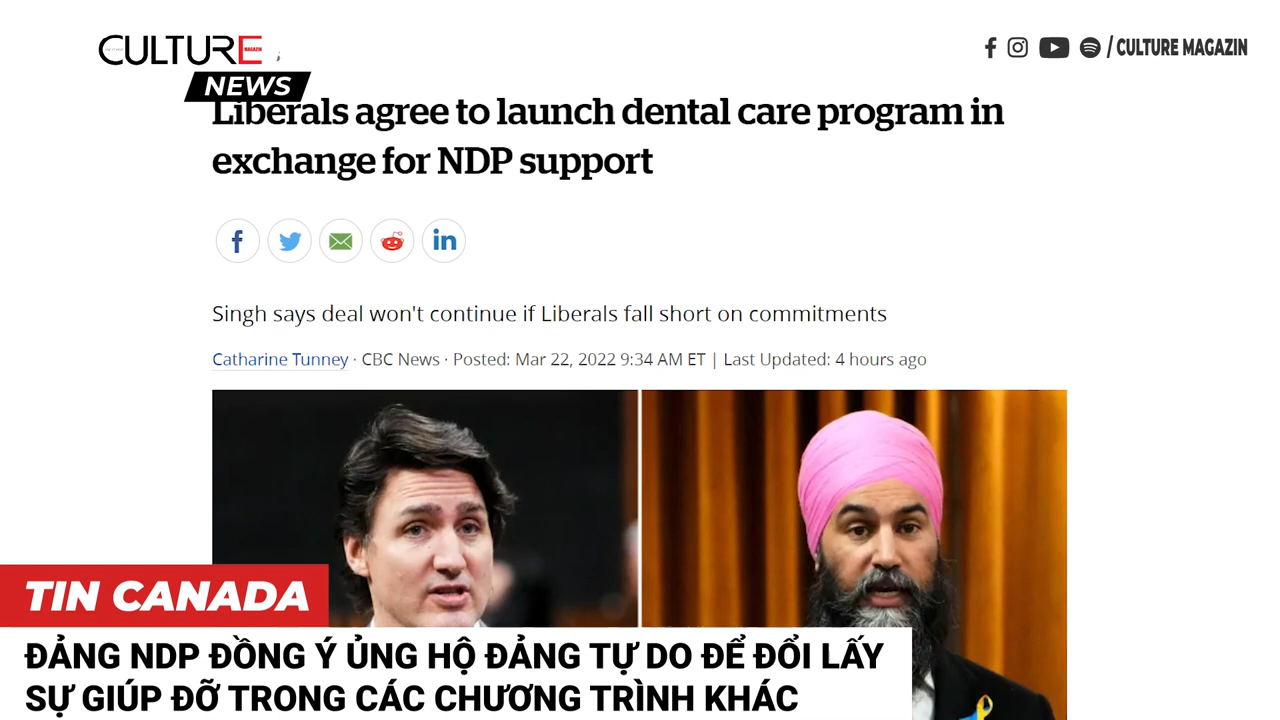 CULTURE
MAGAZIN
NEWS
/ CULTURE MAGAZIN
Liberals agree to launch dental care program in
exchange for NDP support
Singh says deal won't continue if Liberals fall short on commitments
Catharine Tunney · CBC News · Posted: Mar 22, 2022 9:34 AM ET | Last Updated: 4 hours ago
TIN CANADA
ĐẢNG NDP ĐỒNG Ý ỦNG HỘ ĐẢNG TỰ DO ĐỂ ĐỔI LẤY
SỰ GIÚP ĐỠ TRONG CÁC CHƯƠNG TRÌNH KHÁC